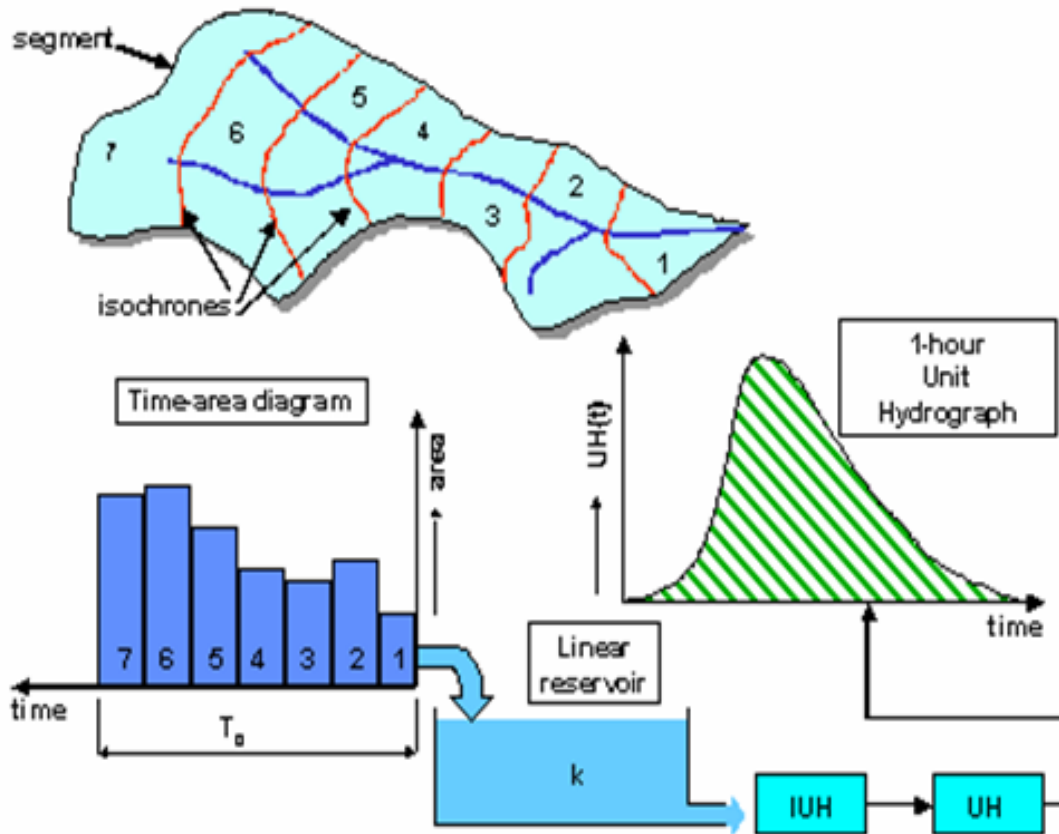 segment
5
4
6
7
2
3
1
isochrones
1-hour
Unit
Hydrograph
Time-area diagram
area
UH(t)
7 6 5 4 3 2 1
time
time
Linear
reservoir
To
k
IUH
UH